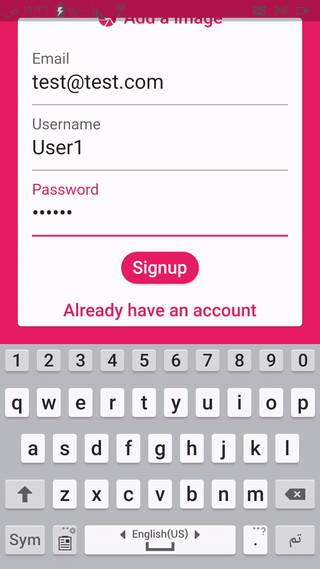 Add a image
Email
test@test.com
Username
User1
Password
••••••
Signup
Already have an account
1 2 3 4 5 6 7 8 9 0
q w e r t y u i o p
a s d f g h j k l
z x c v b n m
Sym English(US) . ,? تم